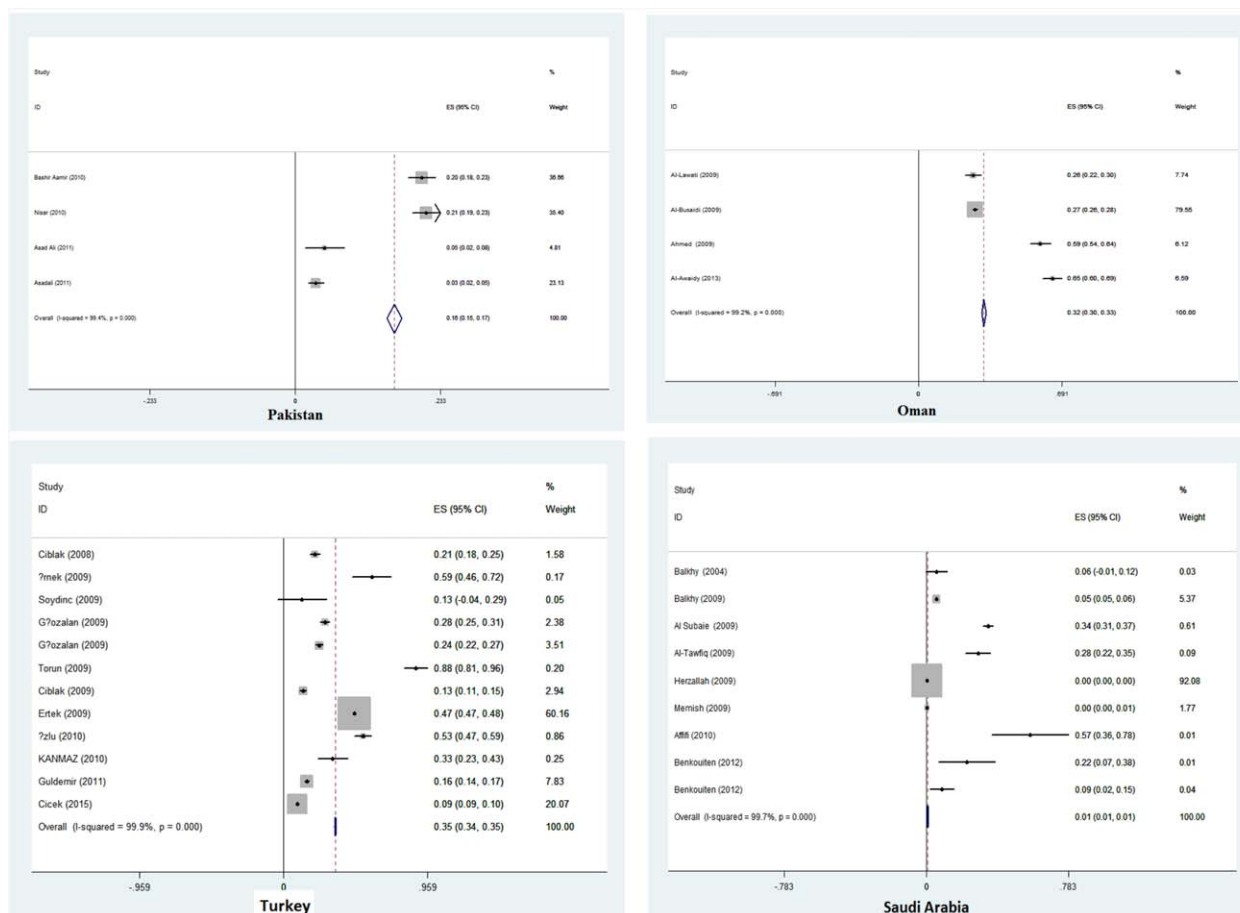 Study %
ID ES (95% CI) Weight
Bashir Aamir (2010) 0.20 (0.18, 0.23) 36.66
Nisar (2010) 0.21 (0.19, 0.23) 35.40
Asad Ali (2011) 0.05 (0.02, 0.08) 4.81
Asadali (2011) 0.03 (0.02, 0.05) 23.13
Overall (I-squared = 99.4%, p = 0.000) 0.16 (0.15, 0.17) 100.00
-.233 0 .233
Pakistan
Study %
ID ES (95% CI) Weight
Al-Lawati (2009) 0.26 (0.22, 0.30) 7.74
Al-Busaidi (2009) 0.27 (0.26, 0.28) 79.55
Ahmad (2009) 0.59 (0.54, 0.64) 6.12
Al-Awaidy (2013) 0.65 (0.60, 0.69) 6.59
Overall (I-squared = 99.2%, p = 0.000) 0.32 (0.30, 0.33) 100.00
-.691 0 .691
Oman
Study %
ID ES (95% CI) Weight
Ciblak (2008) 0.21 (0.18, 0.25) 1.58
?rnek (2009) 0.59 (0.46, 0.72) 0.17
Soydinc (2009) 0.13 (-0.04, 0.29) 0.05
G?ozalan (2009) 0.28 (0.25, 0.31) 2.38
G?ozalan (2009) 0.24 (0.22, 0.27) 3.51
Torun (2009) 0.88 (0.81, 0.96) 0.20
Ciblak (2009) 0.13 (0.11, 0.15) 2.94
Ertek (2009) 0.47 (0.47, 0.48) 60.16
?zlu (2010) 0.53 (0.47, 0.59) 0.86
KANMAZ (2010) 0.33 (0.23, 0.43) 0.25
Guldemir (2011) 0.16 (0.14, 0.17) 7.83
Cicek (2015) 0.09 (0.09, 0.10) 20.07
Overall (I-squared = 99.9%, p = 0.000) 0.35 (0.34, 0.35) 100.00
-.959 0 .959
Turkey
Study %
ID ES (95% CI) Weight
Balkhy (2004) 0.06 (-0.01, 0.12) 0.03
Balkhy (2009) 0.05 (0.05, 0.06) 5.37
Al Subaie (2009) 0.34 (0.31, 0.37) 0.61
Al-Tawfiq (2009) 0.28 (0.22, 0.35) 0.09
Herzallah (2009) 0.00 (0.00, 0.00) 92.08
Memish (2009) 0.00 (0.00, 0.01) 1.77
Affifi (2010) 0.57 (0.36, 0.78) 0.01
Benkouiten (2012) 0.22 (0.07, 0.38) 0.01
Benkouiten (2012) 0.09 (0.02, 0.15) 0.04
Overall (I-squared = 99.7%, p = 0.000) 0.01 (0.01, 0.01) 100.00
-.783 0 .783
Saudi Arabia